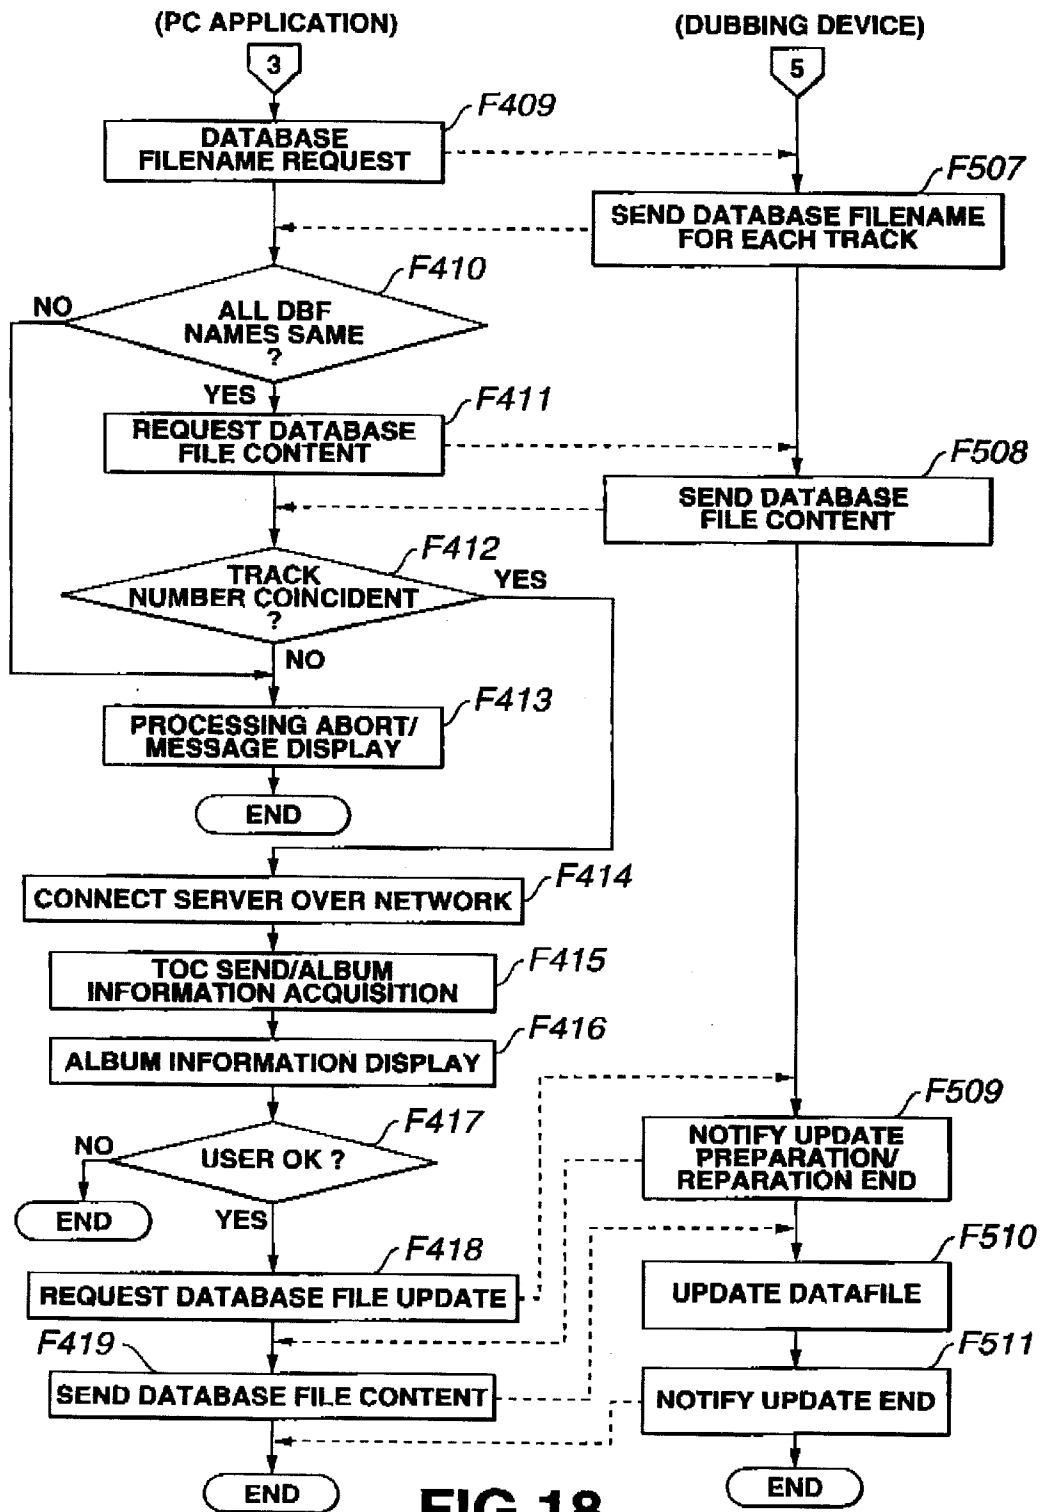 (PC APPLICATION)
(DUBBING DEVICE)
3
5
F409
DATABASE
FILENAME REQUEST
F507
SEND DATABASE FILENAME
FOR EACH TRACK
F410
NO
ALL DBF
NAMES SAME
?
YES
F411
REQUEST DATABASE
FILE CONTENT
F508
SEND DATABASE
FILE CONTENT
F412
TRACK
NUMBER COINCIDENT
?
YES
NO
F413
PROCESSING ABORT/
MESSAGE DISPLAY
END
F414
CONNECT SERVER OVER NETWORK
F415
TOC SEND/ALBUM
INFORMATION ACQUISITION
F416
ALBUM INFORMATION DISPLAY
F509
NOTIFY UPDATE
PREPARATION/
REPARATION END
F417
NO
USER OK ?
END
YES
F418
REQUEST DATABASE FILE UPDATE
F510
UPDATE DATAFILE
F419
SEND DATABASE FILE CONTENT
F511
NOTIFY UPDATE END
END
END
FIG.18